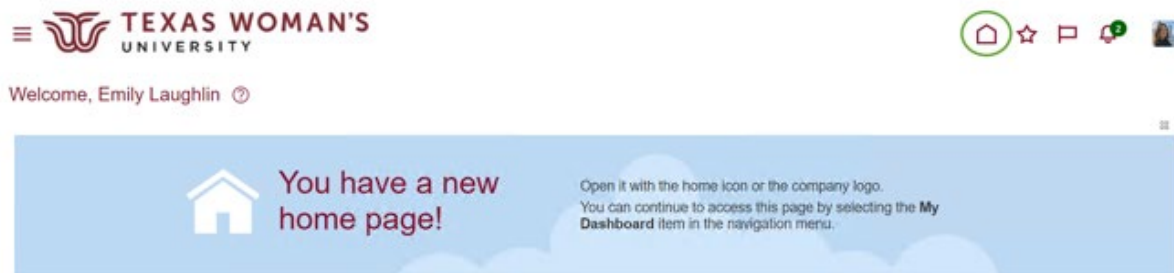 TEXAS WOMAN'S
UNIVERSITY
2
Welcome, Emily Laughlin
You have a new
home page!
Open it with the home icon or the company logo.
You can continue to access this page by selecting the My
Dashboard item in the navigation menu.